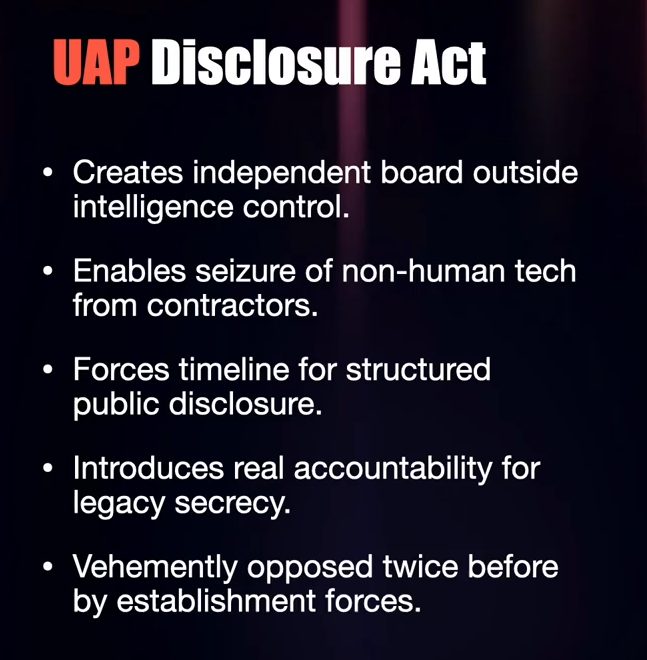 UAP Disclosure Act
• Creates independent board outside
intelligence control.
• Enables seizure of non-human tech
from contractors.
• Forces timeline for structured
public disclosure.
• Introduces real accountability for
legacy secrecy.
• Vehemently opposed twice before
by establishment forces.